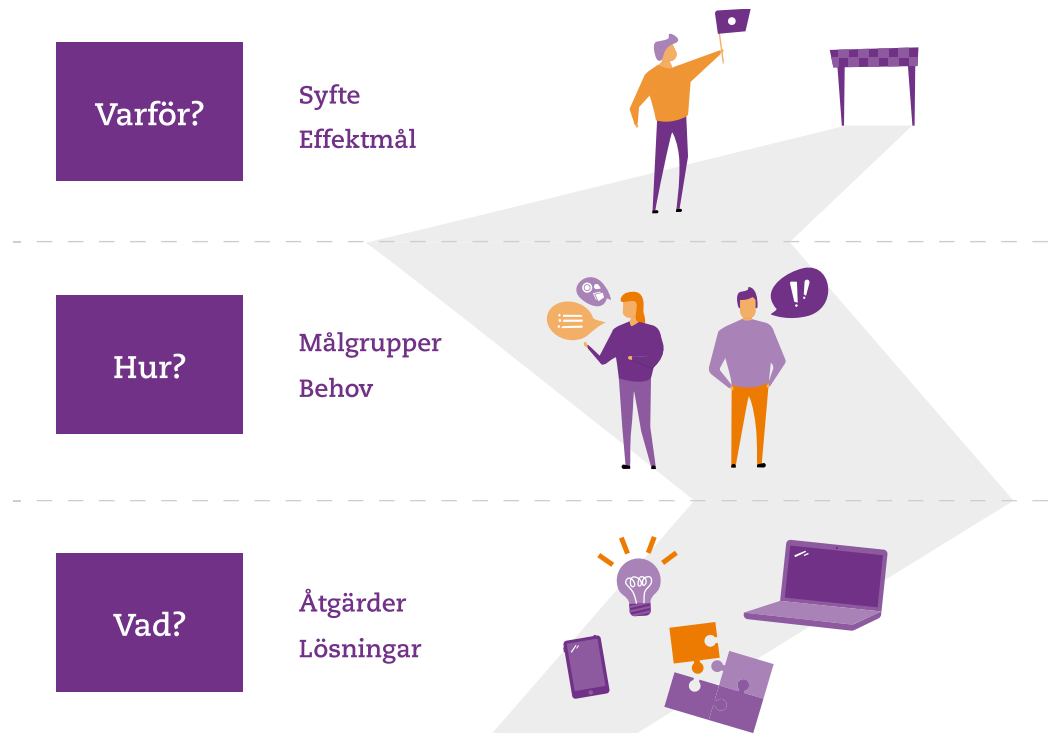 Varför?
Syfte
Effektmål
Hur?
Målgrupper
Behov
Vad?
Åtgärder
Lösningar